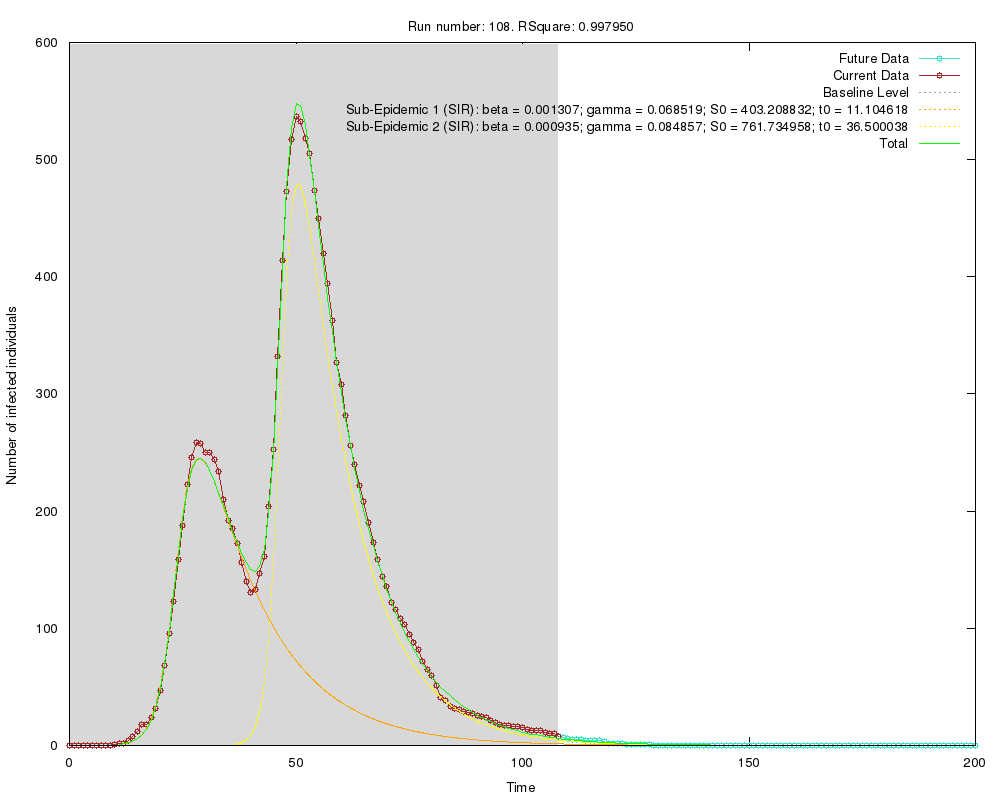 Run number: 108. RSquare: 0.997950
600
500
400
300
200
100
0
0
50
100
150
200
Number of infected individuals
Time
Future Data
Current Data
Baseline Level
Sub-Epidemic 1 (SIR): beta = 0.001307; gamma = 0.068519; S0 = 403.208832; t0 = 11.104618
Sub-Epidemic 2 (SIR): beta = 0.000935; gamma = 0.084857; S0 = 761.734958; t0 = 36.500038
Total